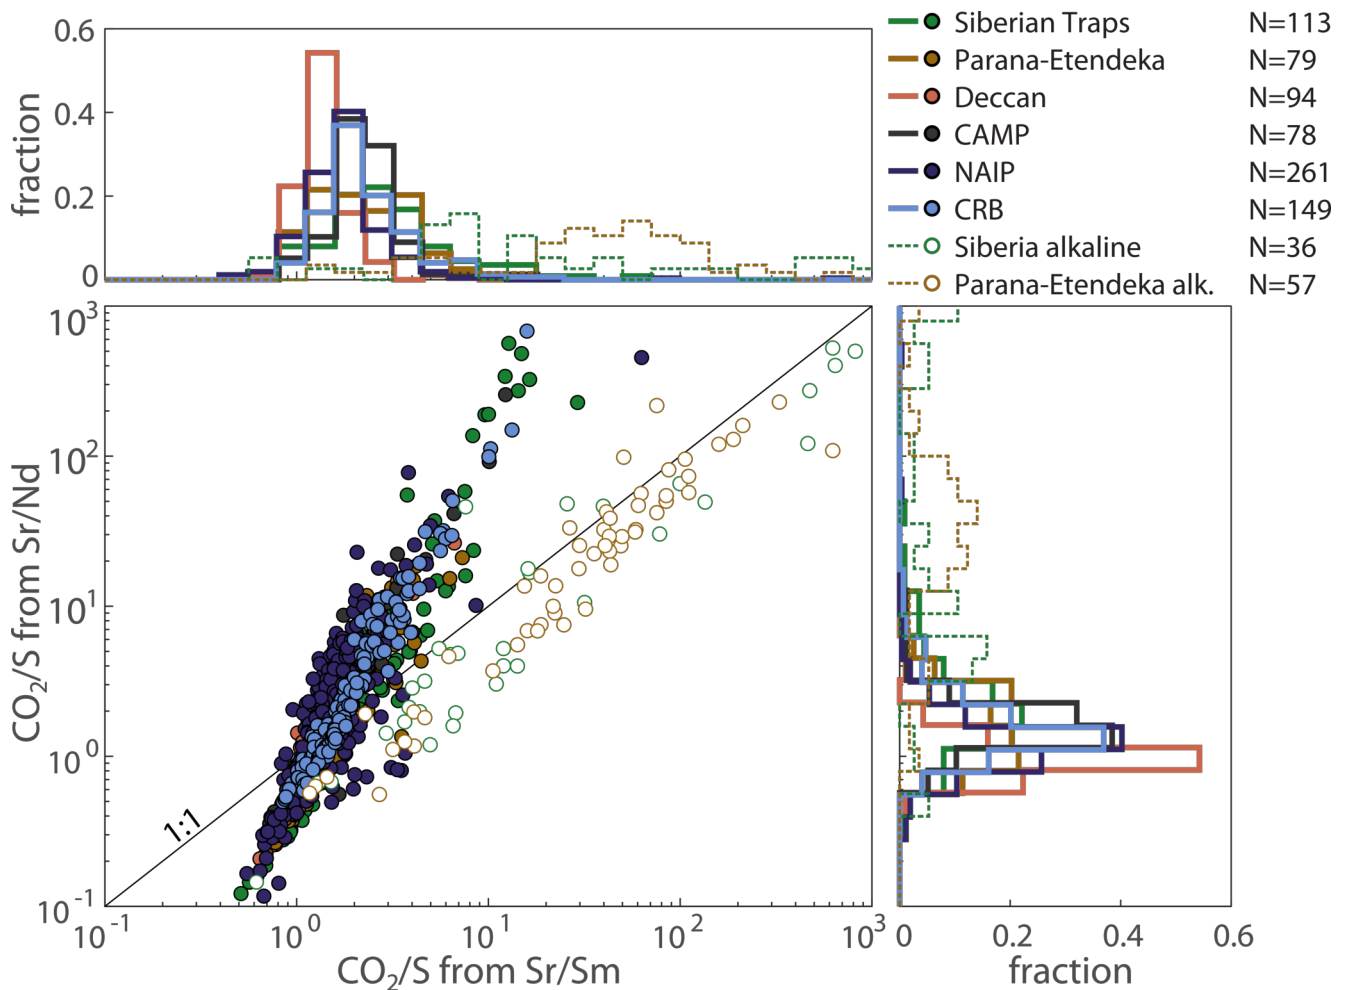 Siberian Traps N=113
Parana-Etendeka N=79
Deccan N=94
CAMP N=78
NAIP N=261
CRB N=149
Siberia alkaline N=36
Parana-Etendeka alk. N=57
0.6
0.4
0.2
0
fraction
10³
10²
10¹
10⁰
10⁻¹
CO₂/S from Sr/Nd
1:1
10⁻¹ 10⁰ 10¹ 10² 10³
CO₂/S from Sr/Sm
0 0.2 0.4 0.6
fraction